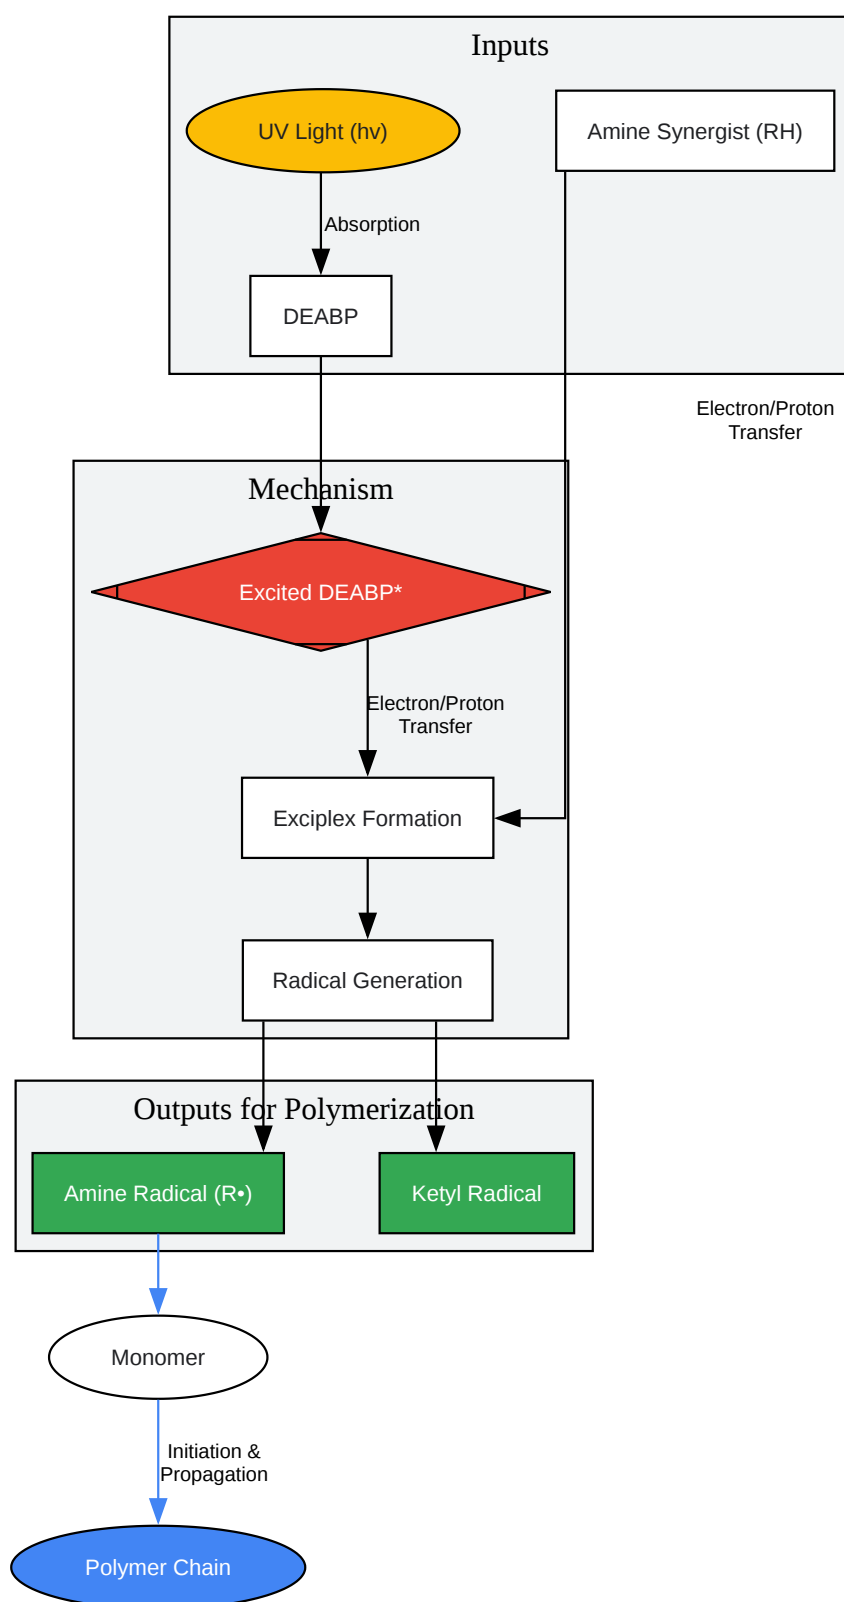 Inputs
UV Light (hv)
Amine Synergist (RH)
Absorption
DEABP
Electron/Proton
Transfer
Mechanism
Excited DEABP*
Electron/Proton
Transfer
Exciplex Formation
Radical Generation
Outputs for Polymerization
Amine Radical (R•)
Ketyl Radical
Monomer
Initiation &
Propagation
Polymer Chain